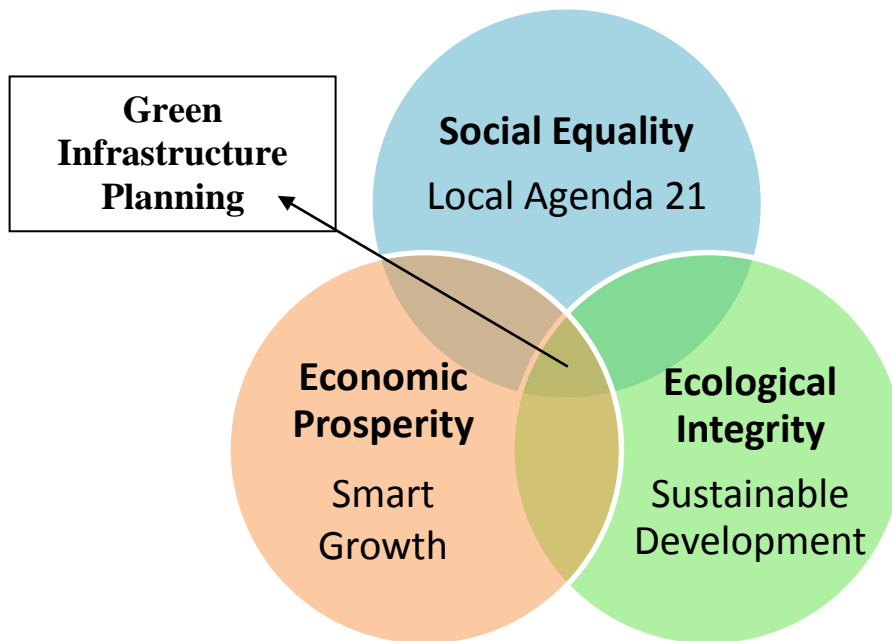 Green
Infrastructure
Planning
Social Equality
Local Agenda 21
Economic
Prosperity
Smart
Growth
Ecological
Integrity
Sustainable
Development